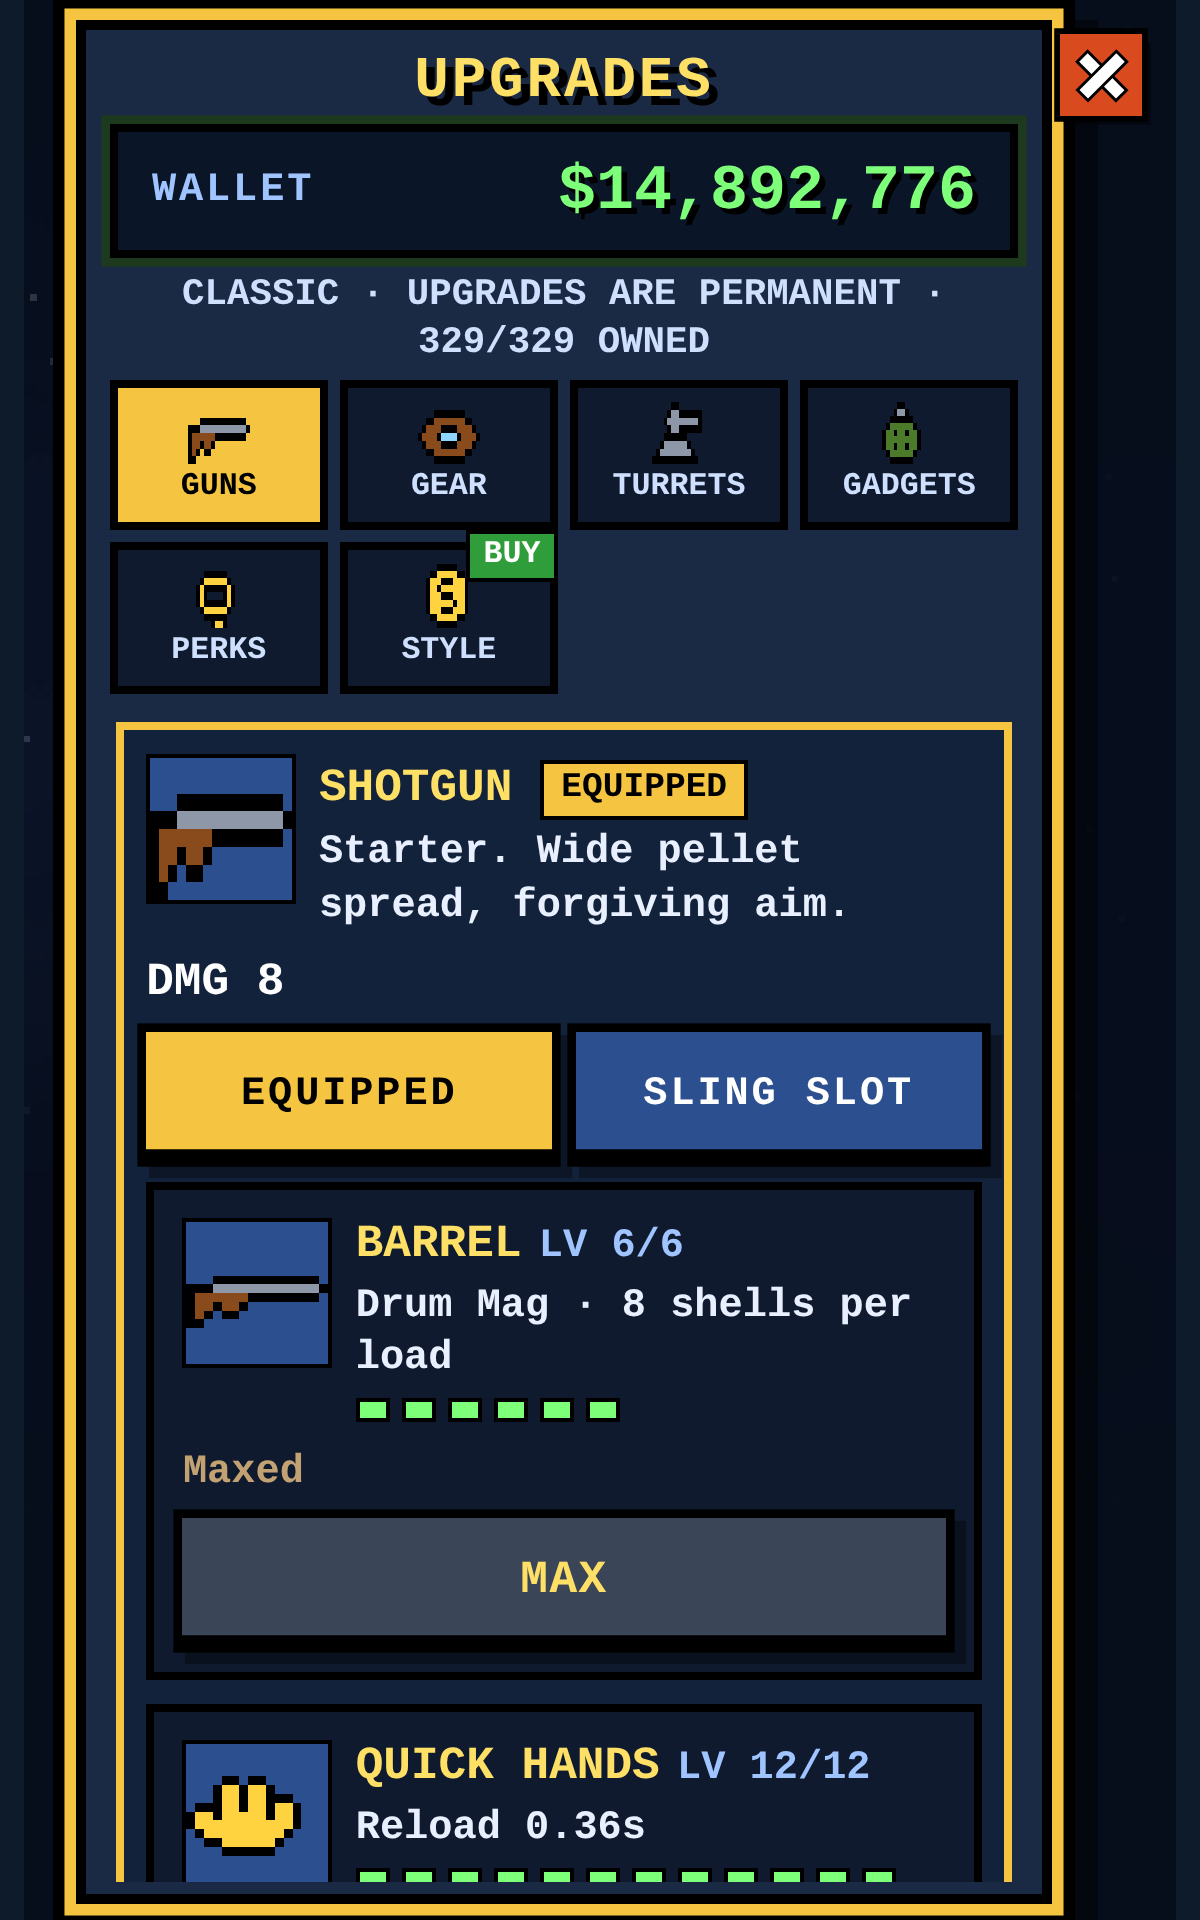 UPGRADES
WALLET $14,892,776
CLASSIC · UPGRADES ARE PERMANENT ·
329/329 OWNED
GUNS GEAR TURRETS GADGETS
BUY
PERKS STYLE
SHOTGUN EQUIPPED
Starter. Wide pellet
spread, forgiving aim.
DMG 8
EQUIPPED SLING SLOT
BARREL LV 6/6
Drum Mag · 8 shells per
load
Maxed
MAX
QUICK HANDS LV 12/12
Reload 0.36s